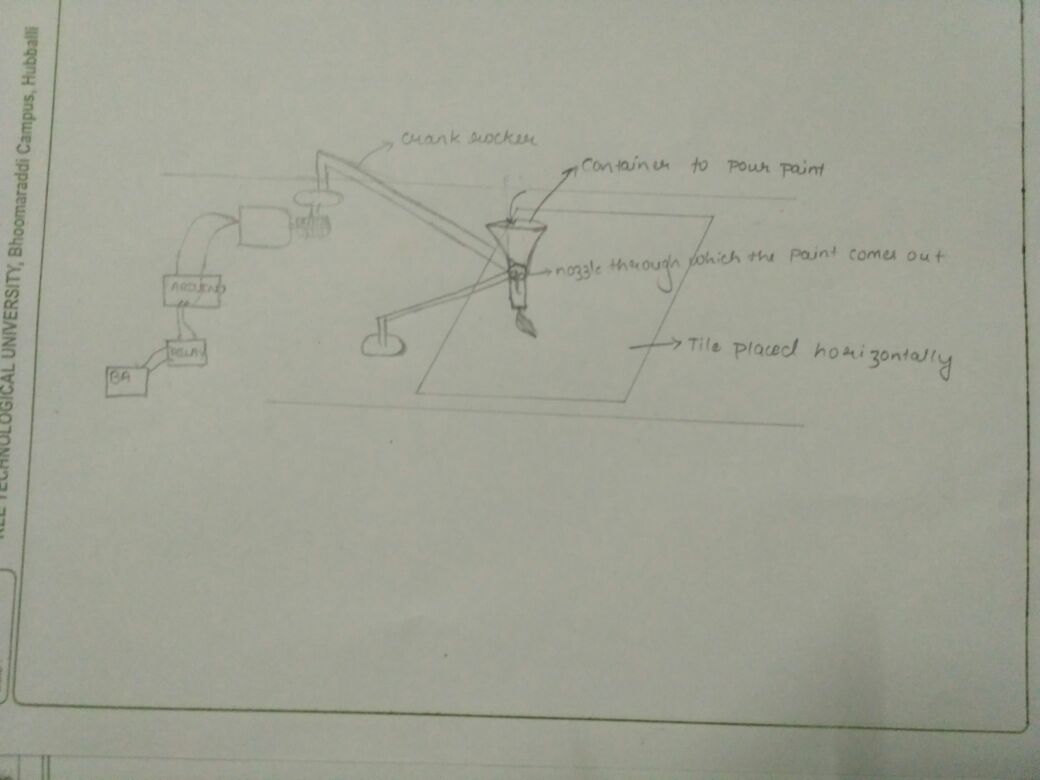 TECHNOLOGICAL UNIVERSITY, Bhoomaraddi Campus, Hubballi
crank rocker
Container to pour paint
nozzle through which the paint comes out
ARDUINO
Tile placed horizontally
RELAY
BA